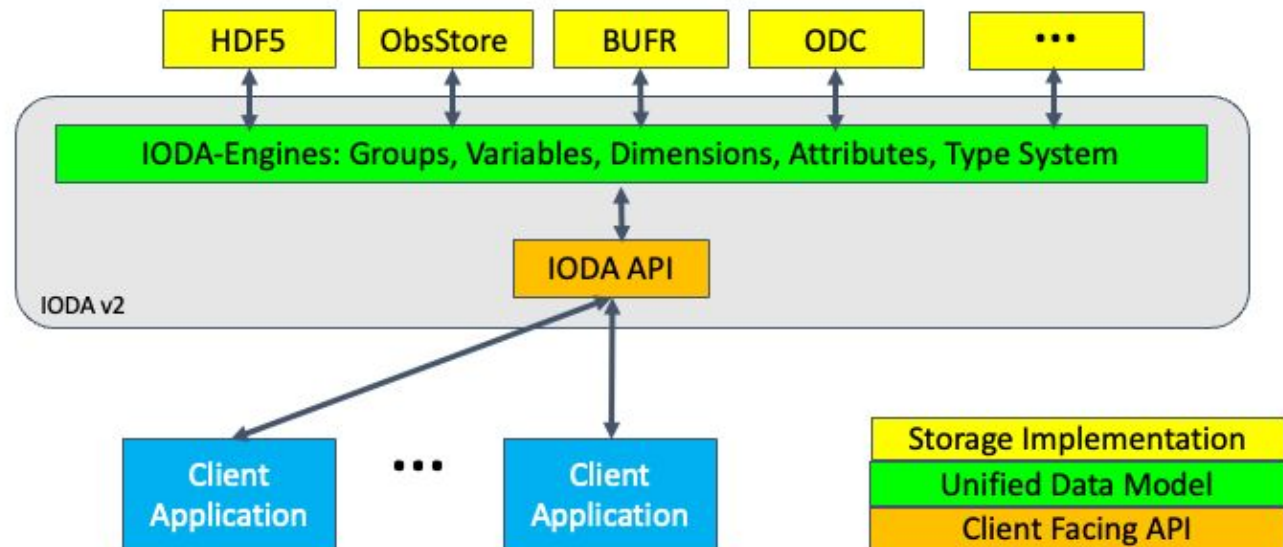 HDF5
ObsStore
BUFR
ODC
...
IODA-Engines: Groups, Variables, Dimensions, Attributes, Type System
IODA API
IODA v2
Client
Application
...
Client
Application
Storage Implementation
Unified Data Model
Client Facing API